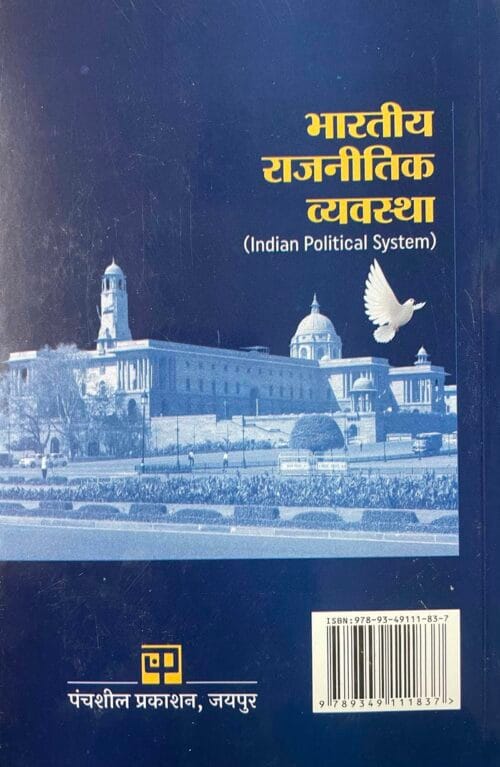 भारतीय
राजनीतिक
व्यवस्था
(Indian Political System)
ISBN:978-93-49111-83-7
9 789349 111837 >
पंचशील प्रकाशन, जयपुर